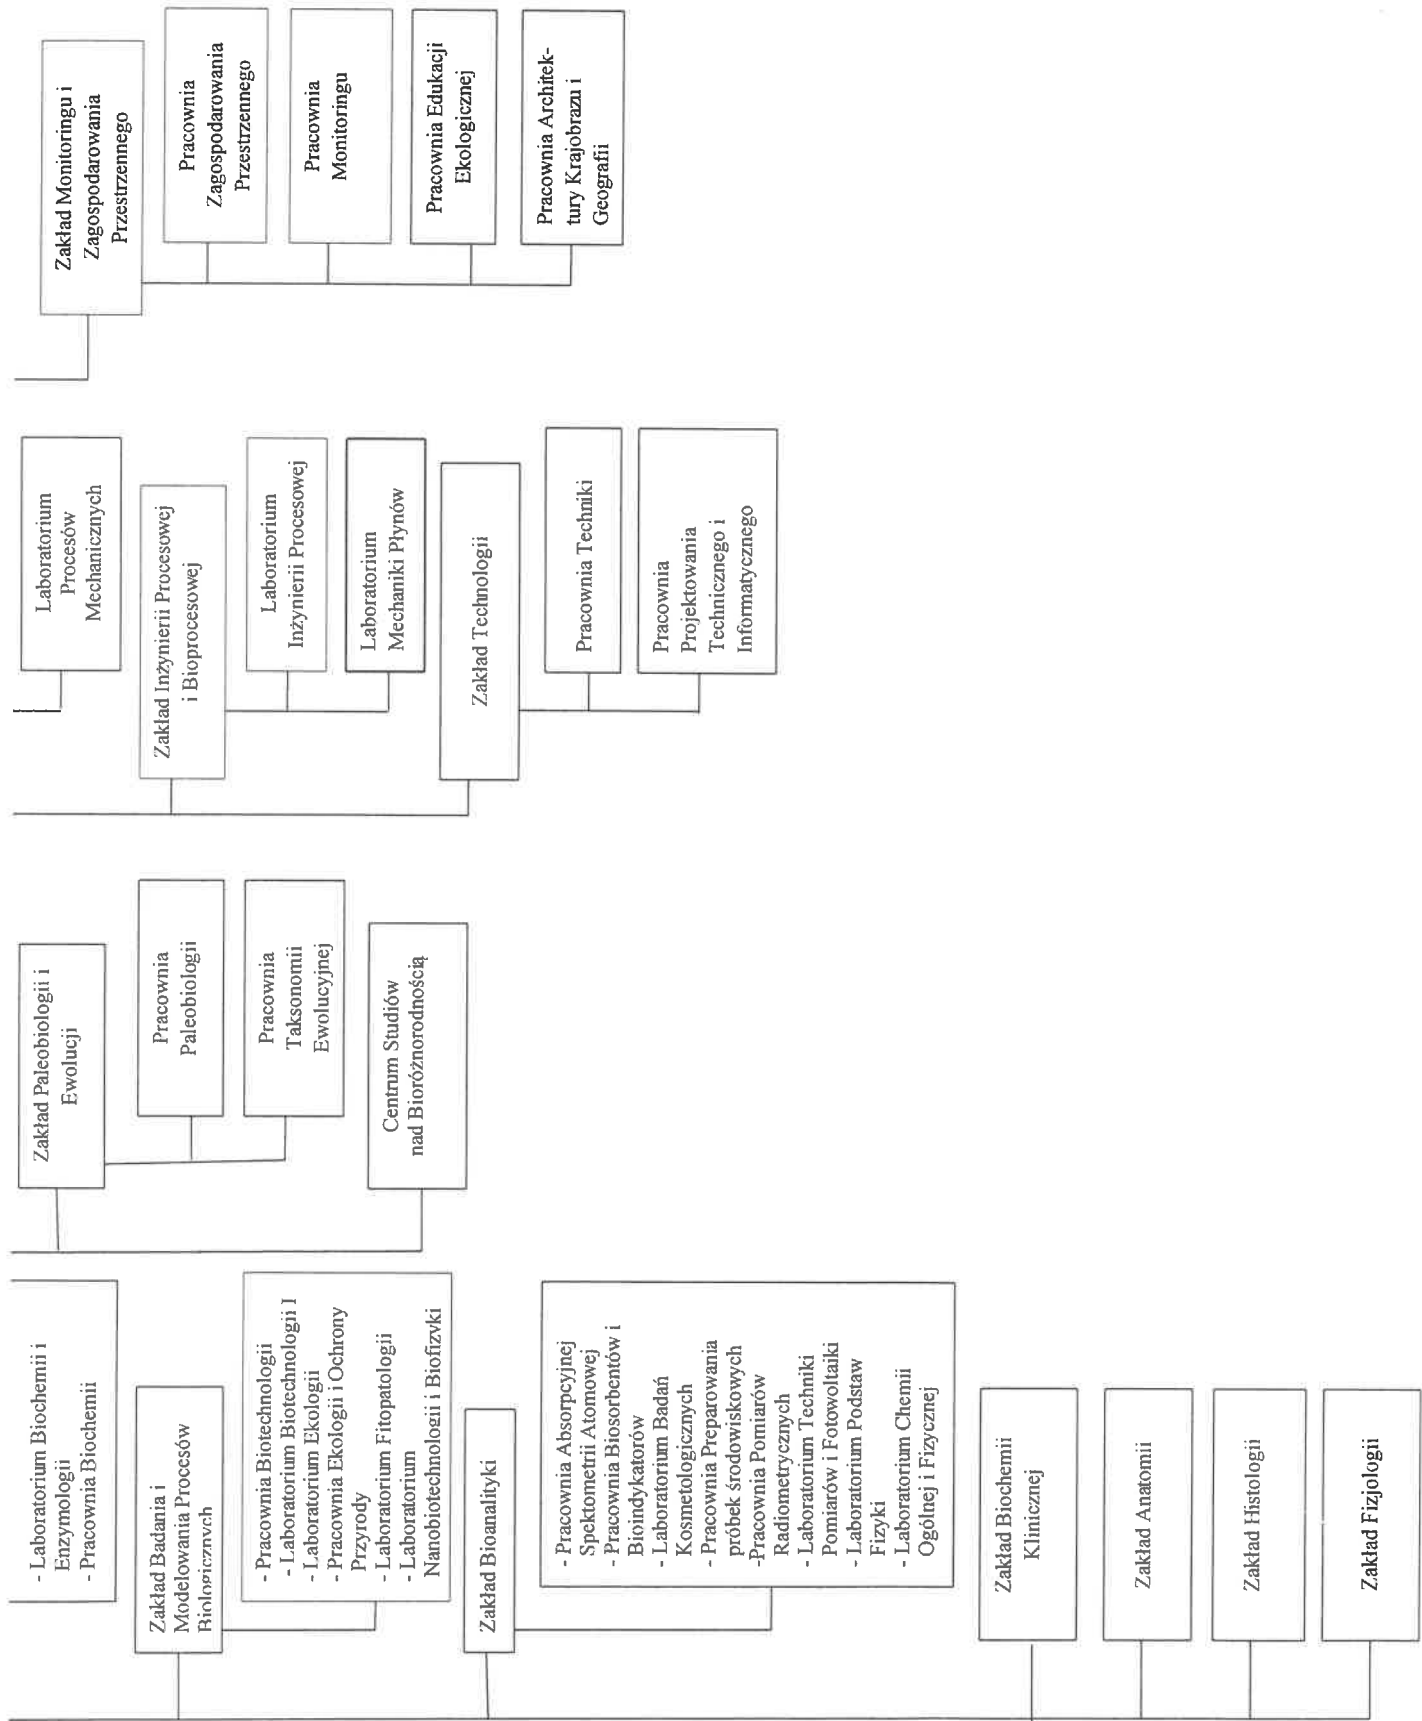 - Laboratorium Biochemii i
Enzymologii
- Pracownia Biochemii
Zakład Badania i
Modelowania Procesów
Biologicznych
- Pracownia Biotechnologii
- Laboratorium Biotechnologii I
- Laboratorium Ekologii
- Pracownia Ekologii i Ochrony
Przyrody
- Laboratorium Fitopatologii
- Laboratorium
Nanobiotechnologii i Biofizyki
Zakład Bioanalityki
- Pracownia Absorpcyjnej
Spektometrii Atomowej
- Pracownia Biosorbentów i
Bioindykatorów
- Laboratorium Badań
Kosmetologicznych
- Pracownia Preparowania
próbek środowiskowych
-Pracownia Pomiarów
Radiometrycznych
- Laboratorium Techniki
Pomiarów i Fotowoltaiki
- Laboratorium Podstaw
Fizyki
- Laboratorium Chemii
Ogólnej i Fizycznej
Zakład Biochemii
Klinicznej
Zakład Anatomii
Zakład Histologii
Zakład Fizjologii
Zakład Paleobiologii i
Ewolucji
Pracownia
Paleobiologii
Pracownia
Taksonomii
Ewolucyjnej
Centrum Studiów
nad Bioróżnorodnością
Laboratorium
Procesów
Mechanicznych
Zakład Inżynierii Procesowej
i Bioprocesowej
Laboratorium
Inżynierii Procesowej
Laboratorium
Mechaniki Płynów
Zakład Technologii
Pracownia Techniki
Pracownia
Projektowania
Technicznego i
Informatycznego
Zakład Monitoringu i
Zagospodarowania
Przestrzennego
Pracownia
Zagospodarowania
Przestrzennego
Pracownia
Monitoringu
Pracownia Edukacji
Ekologicznej
Pracownia Architek-
tury Krajobrazu i
Geografii